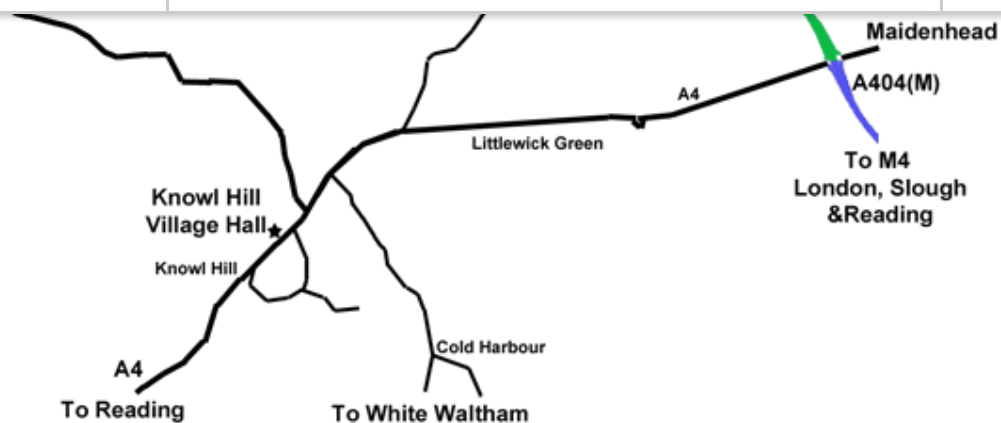 Maidenhead
A404(M)
A4
Littlewick Green
To M4
London, Slough
&Reading
Knowl Hill
Village Hall
Knowl Hill
Cold Harbour
A4
To Reading
To White Waltham